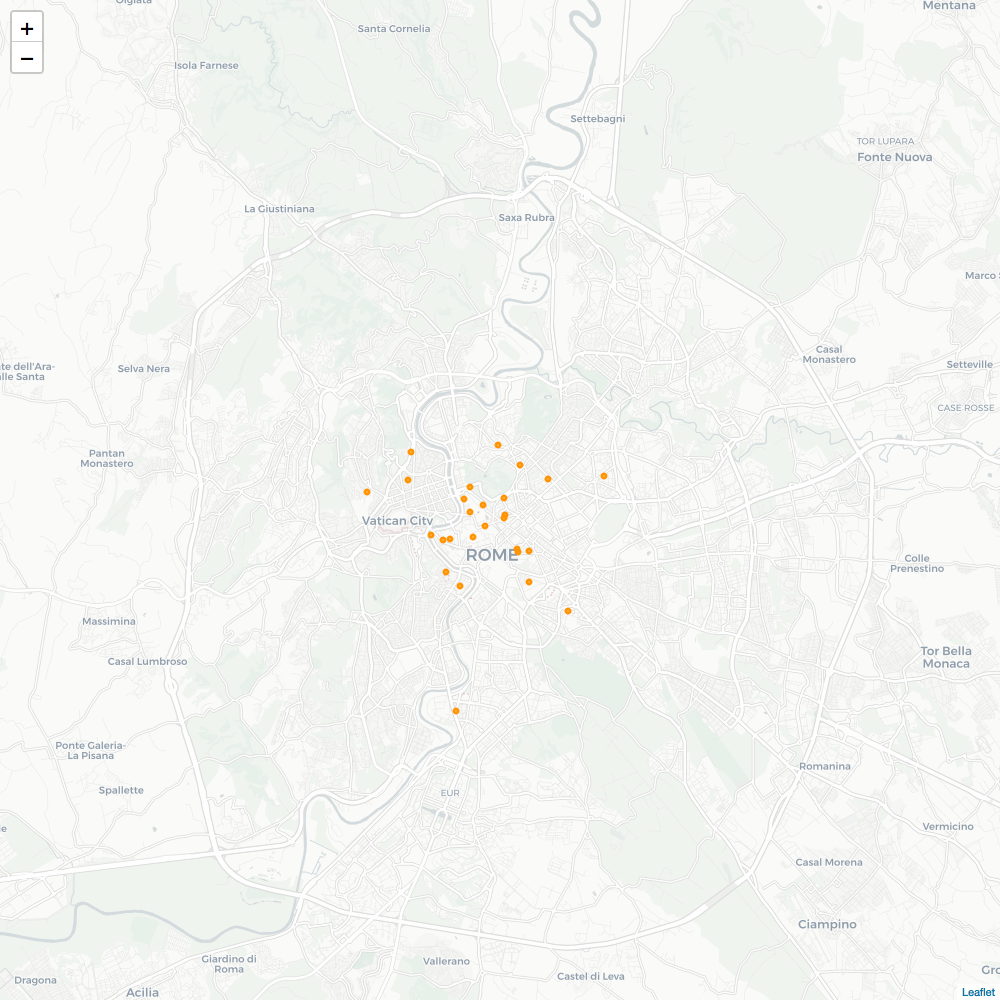 Olgiata
Mentana
+
−
Santa Cornelia
Isola Farnese
Settebagni
TOR LUPARA
Fonte Nuova
La Giustiniana
Saxa Rubra
Marco S
Casal
Monastero
te dell'Ara-
lle Santa
Selva Nera
Setteville
CASE ROSSE
Pantan
Monastero
Vatican City
ROME
Colle
Prenestino
Massimina
Casal Lumbroso
Tor Bella
Monaca
Ponte Galeria-
La Pisana
Romanina
Spallette
EUR
Vermicino
Casal Morena
Ciampino
Giardino di
Roma
Vallerano
Castel di Leva
Gro
Dragona
Acilia
Leaflet